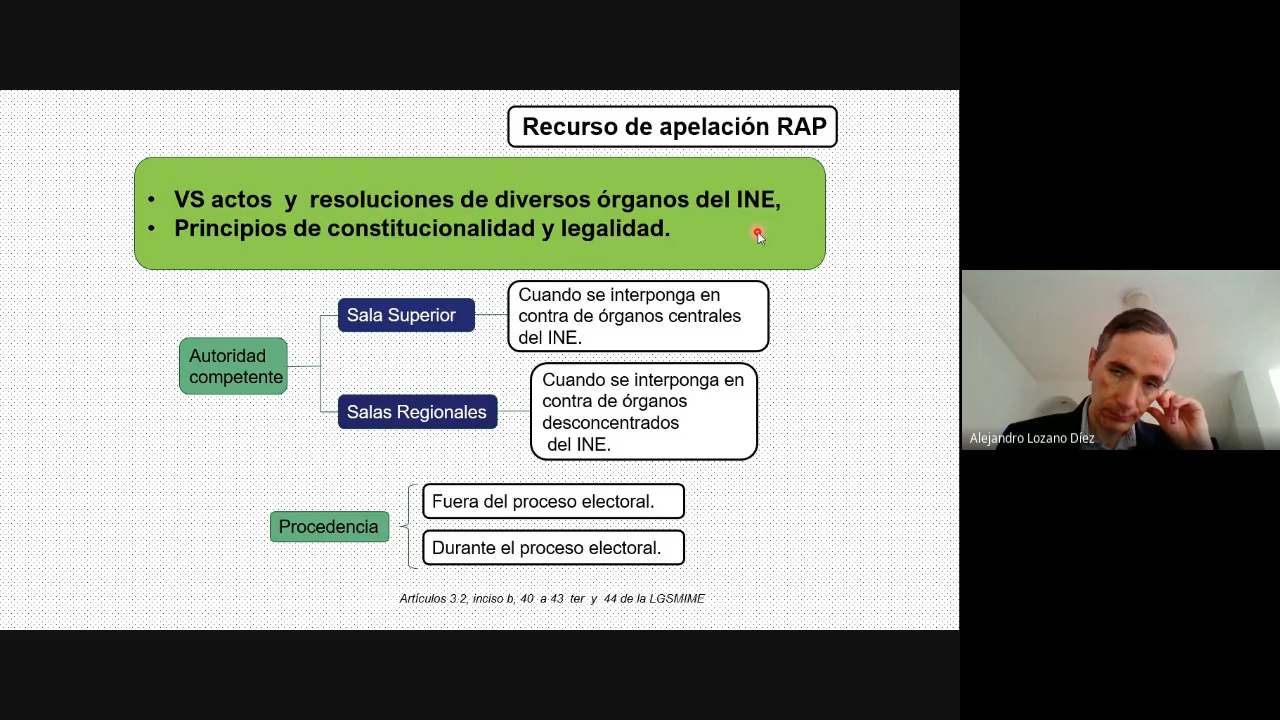 Recurso de apelación RAP
• VS actos y resoluciones de diversos órganos del INE,
• Principios de constitucionalidad y legalidad.
Autoridad
competente
Sala Superior
Cuando se interponga en
contra de órganos centrales
del INE.
Salas Regionales
Cuando se interponga en
contra de órganos
desconcentrados
del INE.
Procedencia
Fuera del proceso electoral.
Durante el proceso electoral.
Artículos 3.2, inciso b, 40 a 43 ter y 44 de la LGSMIME
Alejandro Lozano Díez